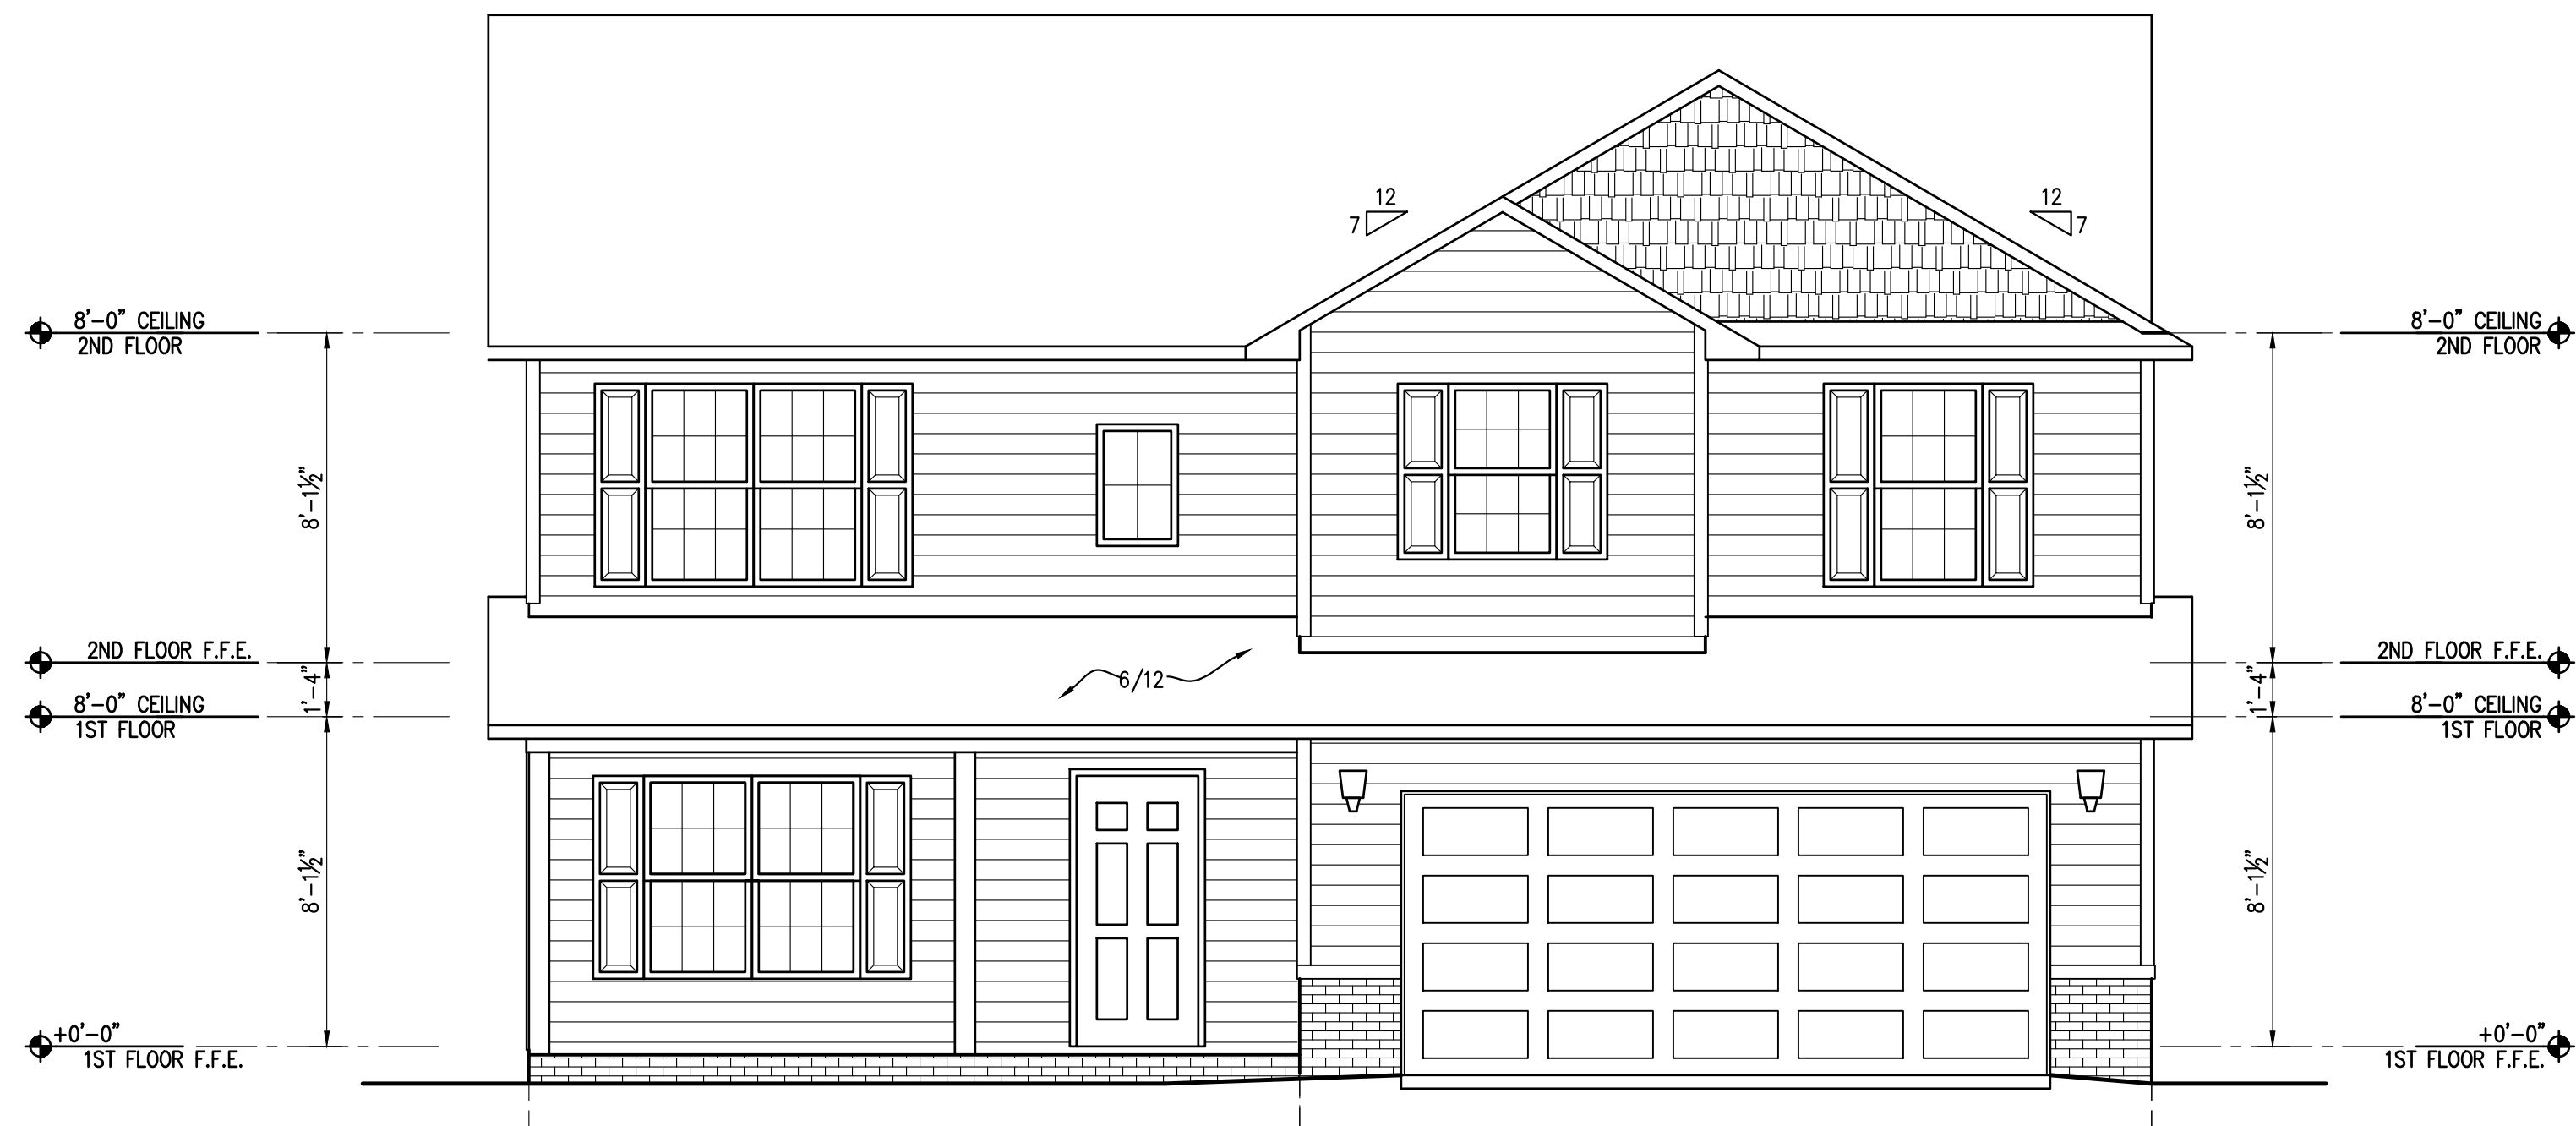 12
7
12
7
8'-0" CEILING
2ND FLOOR
8'-0" CEILING
2ND FLOOR
8'-1½"
8'-1½"
2ND FLOOR F.F.E.
2ND FLOOR F.F.E.
6/12
1'-4"
1'-4"
8'-0" CEILING
1ST FLOOR
8'-0" CEILING
1ST FLOOR
8'-1½"
8'-1½"
+0'-0"
1ST FLOOR F.F.E.
+0'-0"
1ST FLOOR F.F.E.